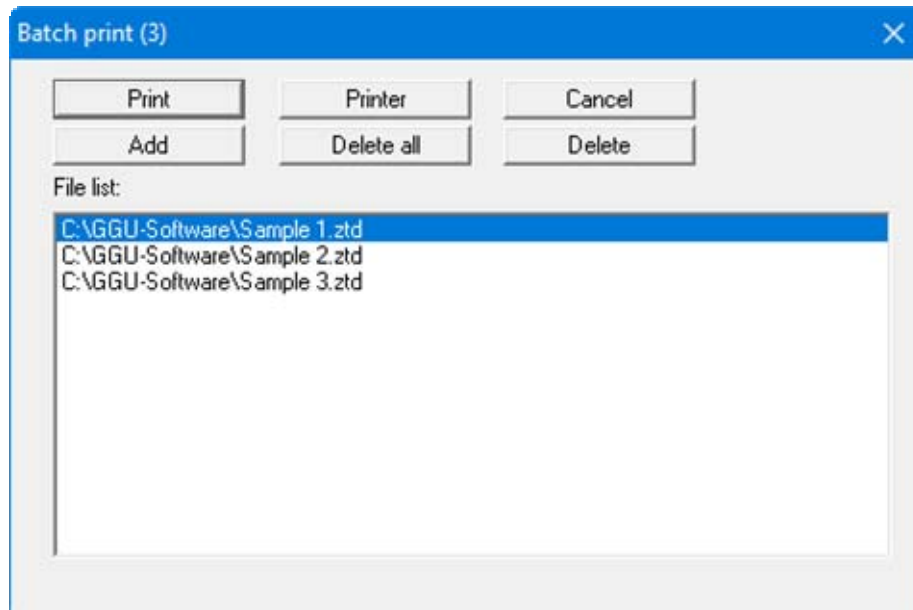 Batch print (3)
Print Printer Cancel
Add Delete all Delete
File list:
C:\GGU-Software\Sample 1.ztd
C:\GGU-Software\Sample 2.ztd
C:\GGU-Software\Sample 3.ztd